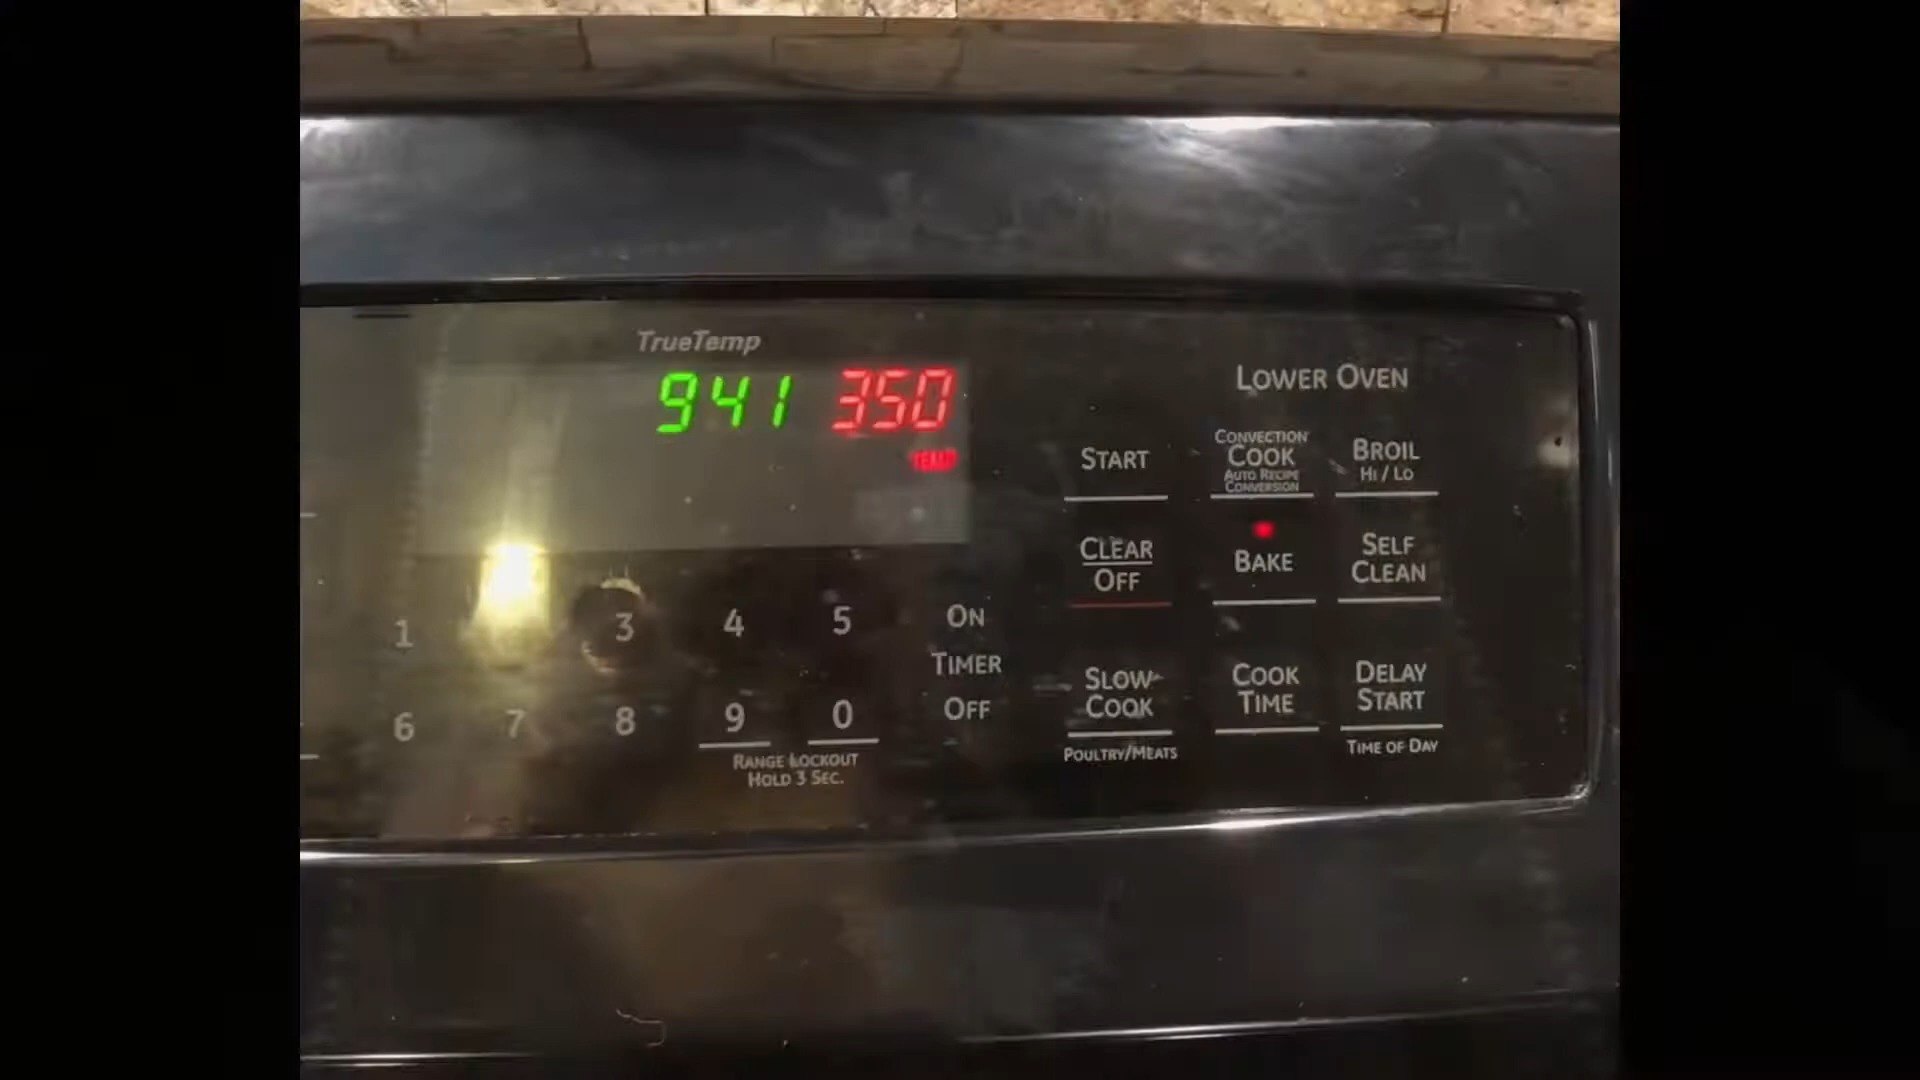 TrueTemp
941 350
TEMP
LOWER OVEN
START
CONVECTION
COOK
AUTO RECIPE
CONVERSION
BROIL
HI / LO
CLEAR
OFF
BAKE
SELF
CLEAN
1 3 4 5
6 7 8 9 0
RANGE LOCKOUT
HOLD 3 SEC.
ON
TIMER
OFF
SLOW
COOK
POULTRY/MEATS
COOK
TIME
DELAY
START
TIME OF DAY